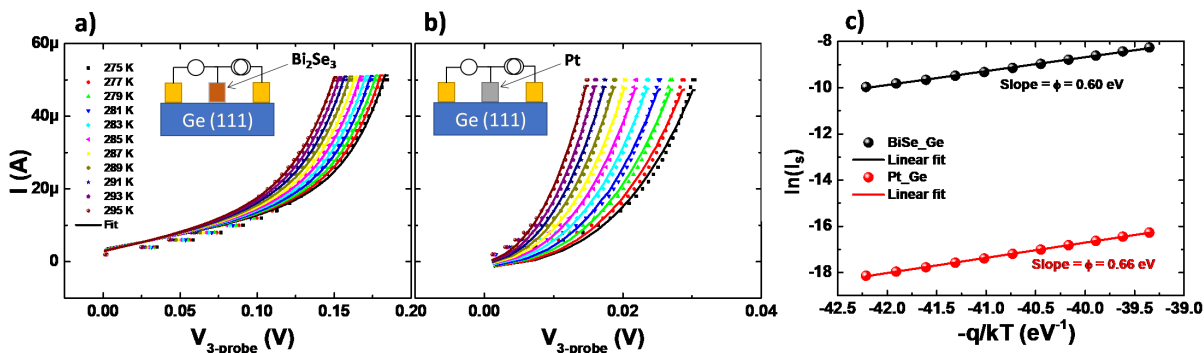 a)
60µ
40µ
20µ
0
I (A)
275 K
277 K
279 K
281 K
283 K
285 K
287 K
289 K
291 K
293 K
295 K
Fit
Bi₂Se₃
Ge (111)
0.00
0.05
0.10
0.15
0.20
V3-probe (V)
b)
Pt
Ge (111)
0.00
0.02
0.04
V3-probe (V)
c)
-8
-10
-12
-14
-16
-18
ln(Is)
Slope = ϕ = 0.60 eV
BiSe_Ge
Linear fit
Pt_Ge
Linear fit
Slope = ϕ = 0.66 eV
-42.5
-42.0
-41.5
-41.0
-40.5
-40.0
-39.5
-39.0
-q/kT (eV⁻¹)